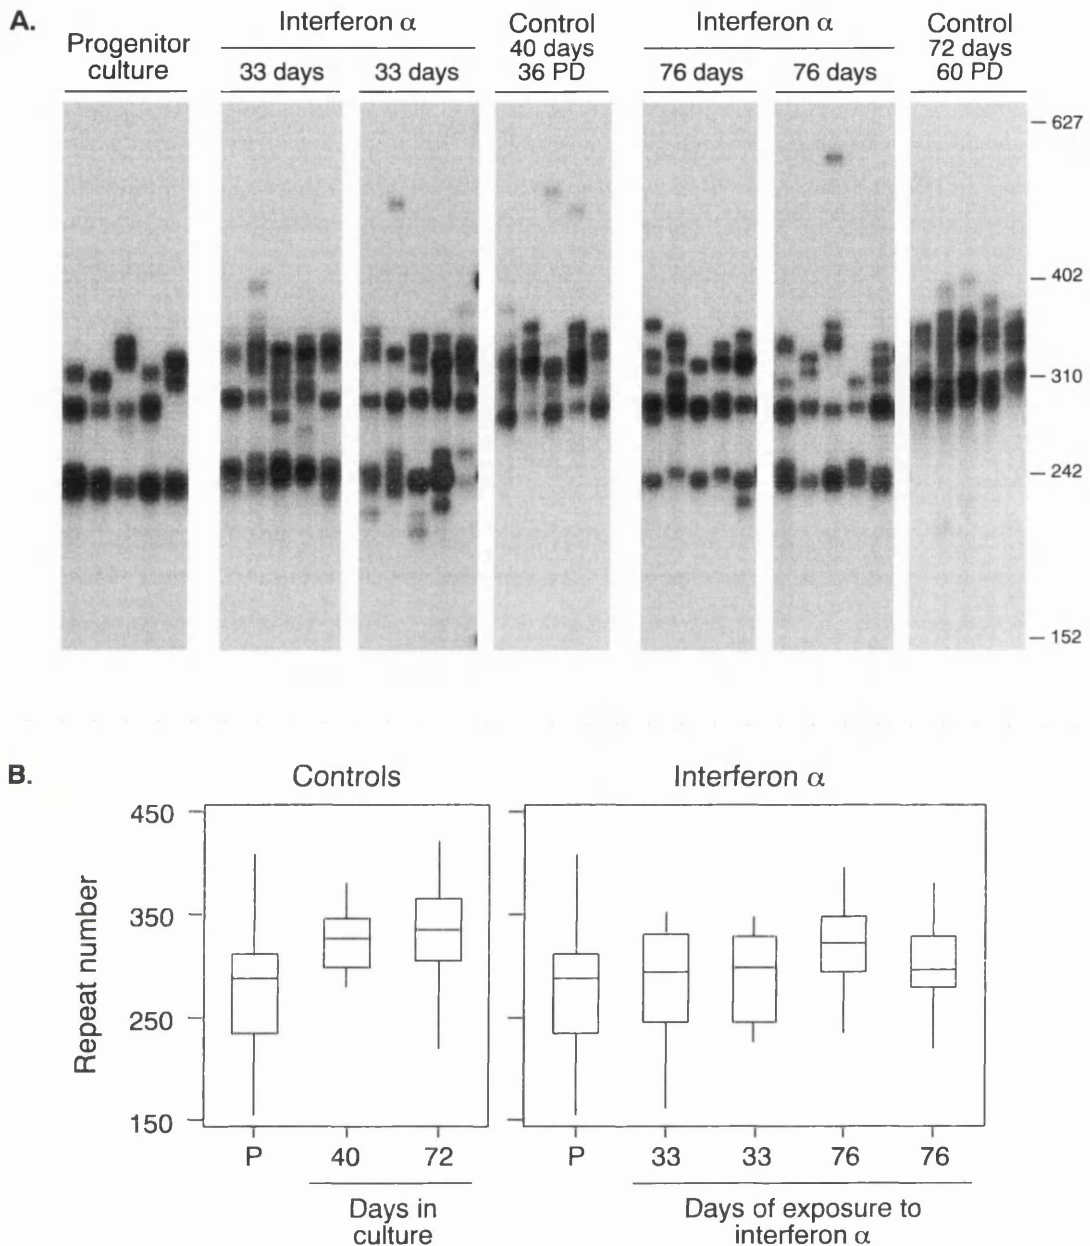 A.
Progenitor
culture
Interferon α
33 days
33 days
Control
40 days
36 PD
Interferon α
76 days
76 days
Control
72 days
60 PD
627
402
310
242
152
B.
Controls
Interferon α
Repeat number
450
350
250
150
P
40
72
Days in
culture
P
33
33
76
76
Days of exposure to
interferon α